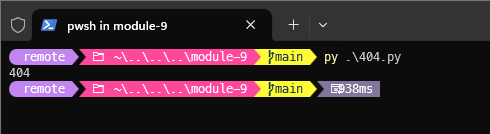 pwsh in module-9
remote ~\..\..\..\module-9 main py .\404.py
404
remote ~\..\..\..\module-9 main 938ms